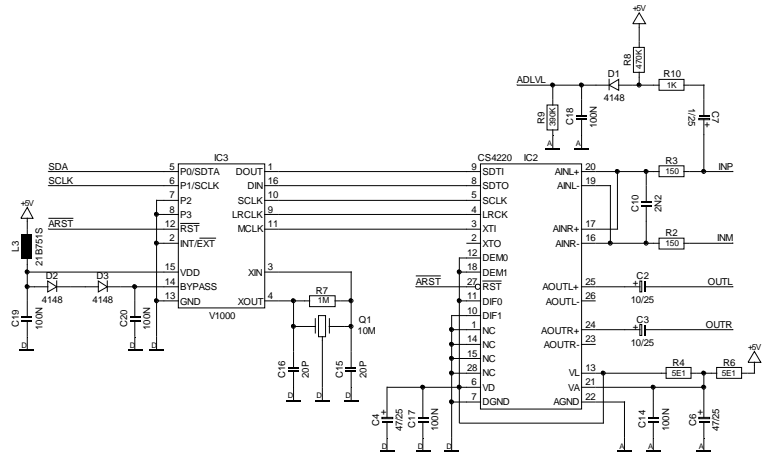 +5V
R8
470K
ADLVL
D1
4148
R10
1K
R9
390K
C18
100N
C7
1/25
+
A
A
IC3
CS4220
IC2
SDA
5
P0/SDTA
DOUT
1
9
SDTI
AINL+
20
R3
150
INP
SCLK
6
P1/SCLK
DIN
16
8
SDTO
AINL-
19
7
P2
SCLK
10
5
SCLK
C10
2N2
+5V
8
P3
LRCLK
9
4
LRCK
AINR+
17
ARST
12
RST
MCLK
11
3
XTI
AINR-
16
R2
150
INM
2
INT/EXT
2
XTO
L3
21B751S
12
DEM0
15
VDD
XIN
3
18
DEM1
AOUTL+
25
C2
+
10/25
OUTL
D2
4148
D3
4148
14
BYPASS
R7
1M
ARST
27
RST
AOUTL-
26
13
GND
XOUT
4
11
DIF0
C19
100N
C20
100N
V1000
10
DIF1
AOUTR+
24
C3
+
10/25
OUTR
Q1
10M
1
NC
AOUTR-
23
D
D
D
14
NC
15
NC
+5V
C16
20P
C15
20P
28
NC
VL
13
R4
5E1
R6
5E1
6
VD
VA
21
D
D
D
7
DGND
AGND
22
C4
+
47/25
C17
100N
C14
100N
C6
+
47/25
D
D
D
A
A
A